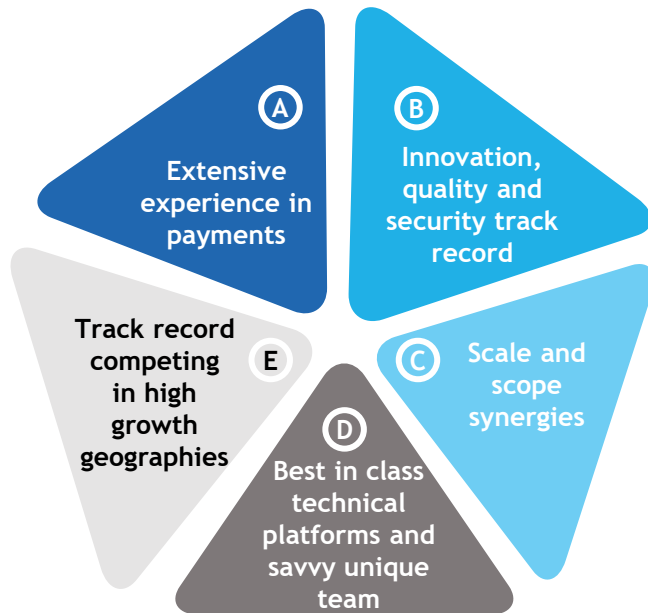 A
Extensive
experience in
payments
B
Innovation,
quality and
security track
record
C
Scale and
scope
synergies
D
Best in class
technical
platforms and
savvy unique
team
E
Track record
competing
in high
growth
geographies